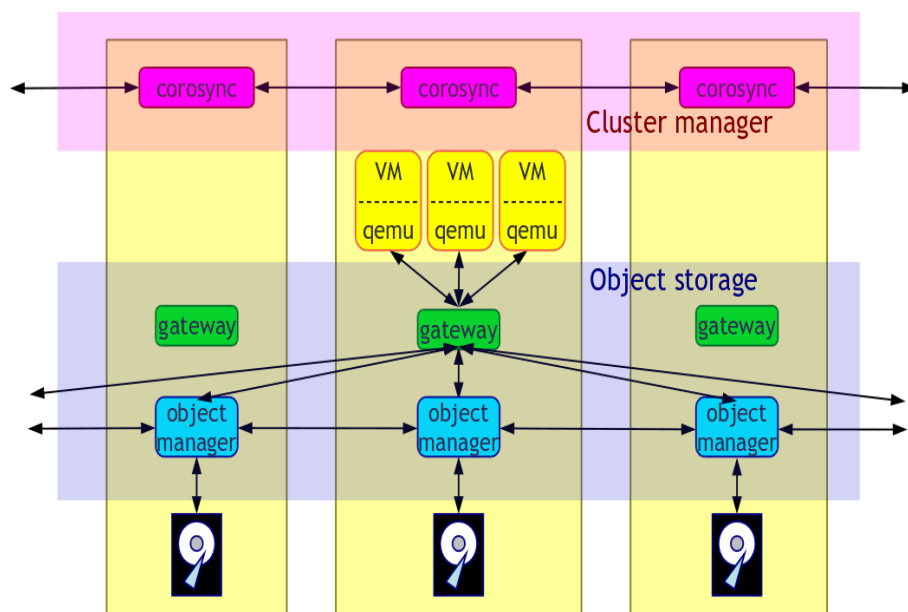 corosync
corosync
corosync
Cluster manager
VM
VM
VM
qemu
qemu
qemu
Object storage
gateway
gateway
gateway
object
manager
object
manager
object
manager